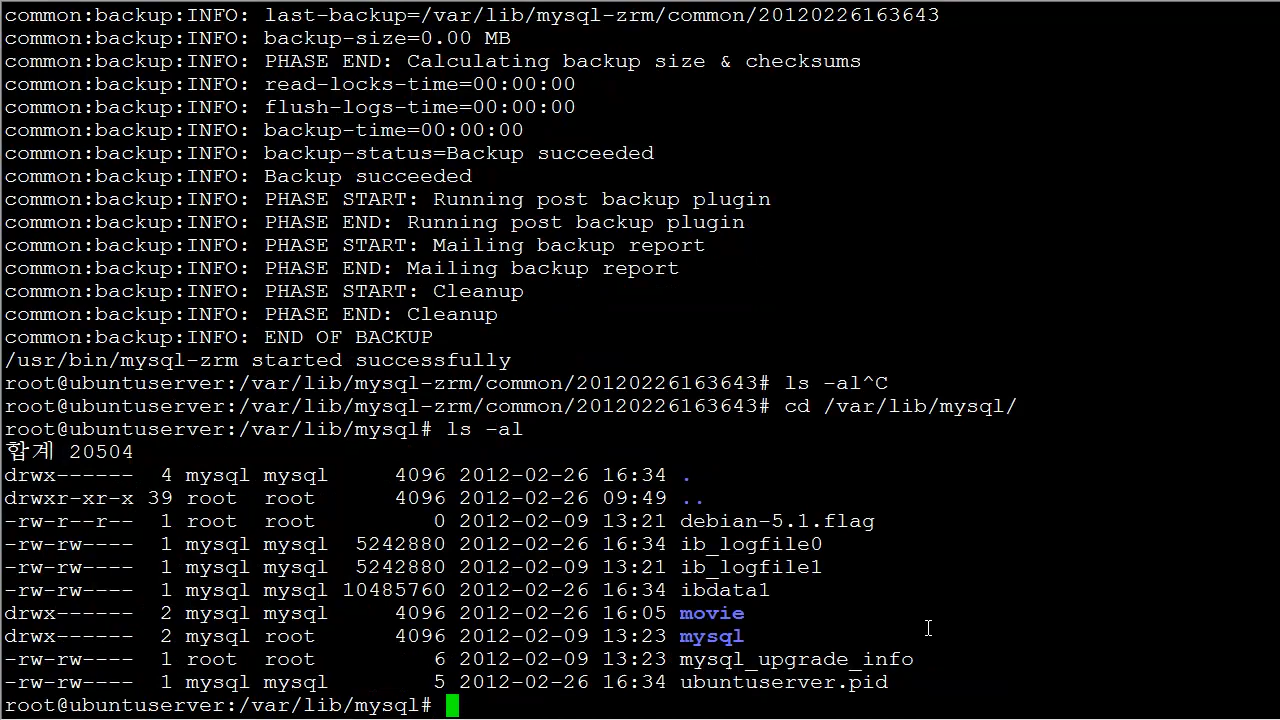 common:backup:INFO: last-backup=/var/lib/mysql-zrm/common/20120226163643
common:backup:INFO: backup-size=0.00 MB
common:backup:INFO: PHASE END: Calculating backup size & checksums
common:backup:INFO: read-locks-time=00:00:00
common:backup:INFO: flush-logs-time=00:00:00
common:backup:INFO: backup-time=00:00:00
common:backup:INFO: backup-status=Backup succeeded
common:backup:INFO: Backup succeeded
common:backup:INFO: PHASE START: Running post backup plugin
common:backup:INFO: PHASE END: Running post backup plugin
common:backup:INFO: PHASE START: Mailing backup report
common:backup:INFO: PHASE END: Mailing backup report
common:backup:INFO: PHASE START: Cleanup
common:backup:INFO: PHASE END: Cleanup
common:backup:INFO: END OF BACKUP
/usr/bin/mysql-zrm started successfully
root@ubuntuserver:/var/lib/mysql-zrm/common/20120226163643# ls -al^C
root@ubuntuserver:/var/lib/mysql-zrm/common/20120226163643# cd /var/lib/mysql/
root@ubuntuserver:/var/lib/mysql# ls -al
합계 20504
drwx------  4 mysql mysql     4096 2012-02-26 16:34 .
drwxr-xr-x 39 root  root      4096 2012-02-26 09:49 ..
-rw-r--r--  1 root  root         0 2012-02-09 13:21 debian-5.1.flag
-rw-rw----  1 mysql mysql  5242880 2012-02-26 16:34 ib_logfile0
-rw-rw----  1 mysql mysql  5242880 2012-02-09 13:21 ib_logfile1
-rw-rw----  1 mysql mysql 10485760 2012-02-26 16:34 ibdata1
drwx------  2 mysql mysql     4096 2012-02-26 16:05 movie
drwx------  2 mysql root      4096 2012-02-09 13:23 mysql
-rw-rw----  1 root  root         6 2012-02-09 13:23 mysql_upgrade_info
-rw-rw----  1 mysql mysql        5 2012-02-26 16:34 ubuntuserver.pid
root@ubuntuserver:/var/lib/mysql#